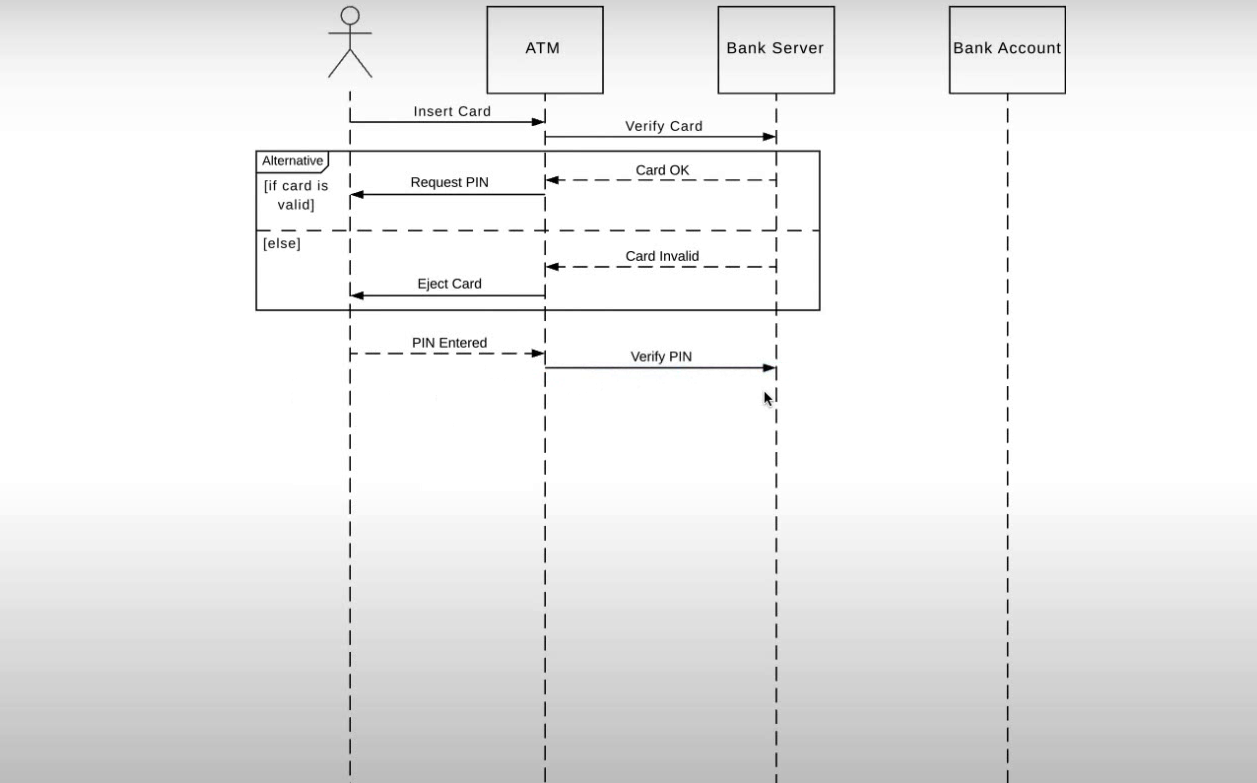 ATM
Bank Server
Bank Account
Insert Card
Verify Card
Alternative
Card OK
[if card is
valid]
Request PIN
[else]
Card Invalid
Eject Card
PIN Entered
Verify PIN